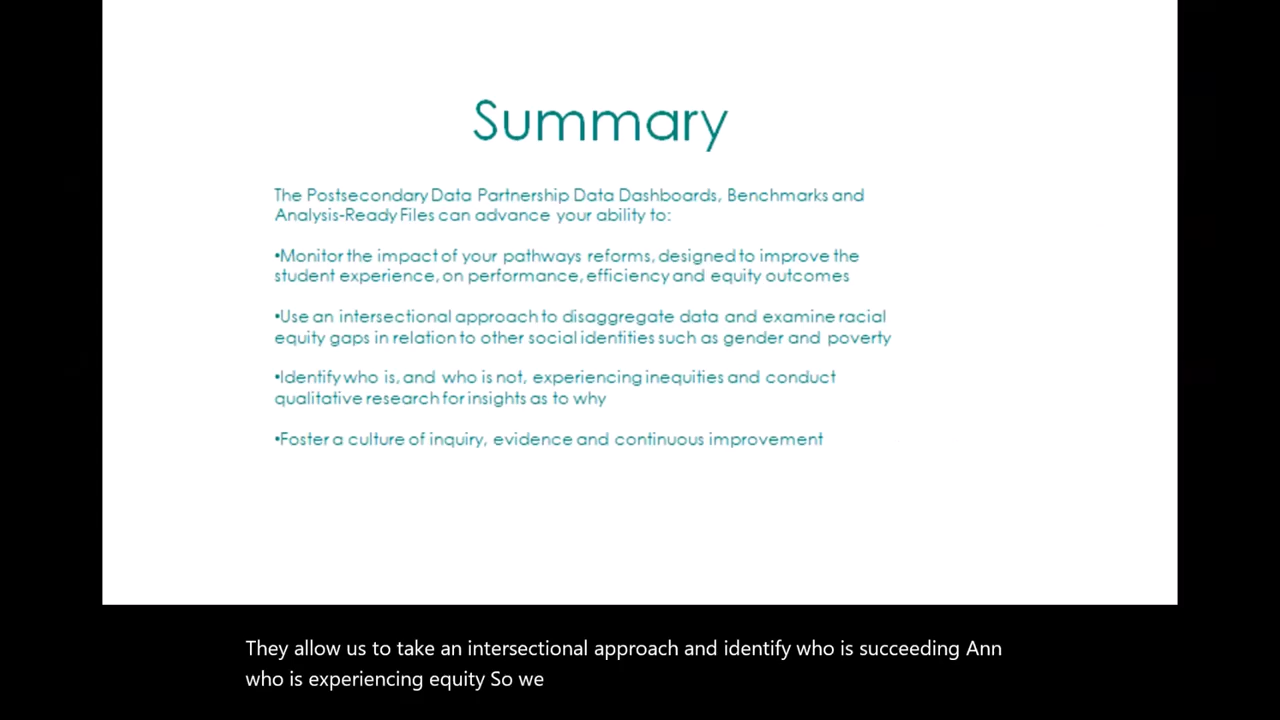 Summary
The Postsecondary Data Partnership Data Dashboards, Benchmarks and
Analysis-Ready Files can advance your ability to:
•Monitor the impact of your pathways reforms, designed to improve the
student experience, on performance, efficiency and equity outcomes
•Use an intersectional approach to disaggregate data and examine racial
equity gaps in relation to other social identities such as gender and poverty
•Identify who is, and who is not, experiencing inequities and conduct
qualitative research for insights as to why
•Foster a culture of inquiry, evidence and continuous improvement
They allow us to take an intersectional approach and identify who is succeeding Ann
who is experiencing equity So we